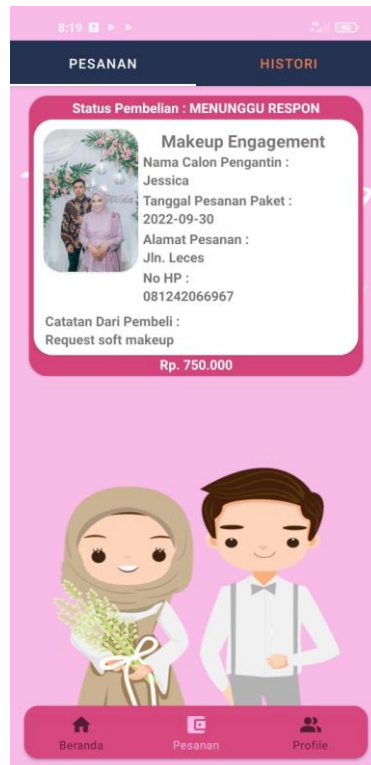 8:19
PESANAN
HISTORI
Status Pembelian : MENUNGGU RESPON
Makeup Engagement
Nama Calon Pengantin :
Jessica
Tanggal Pesanan Paket :
2022-09-30
Alamat Pesanan :
Jln. Leces
No HP :
081242066967
Catatan Dari Pembeli :
Request soft makeup
Rp. 750.000
Beranda
Pesanan
Profile